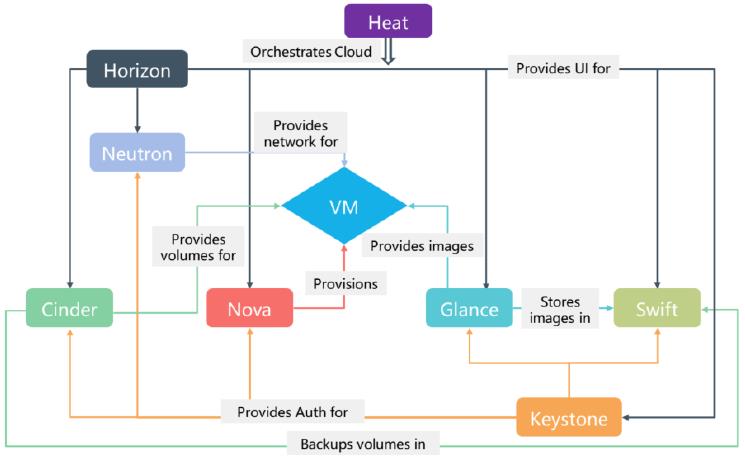 Heat
Orchestrates Cloud
Horizon
Provides UI for
Provides
network for
Neutron
VM
Provides
volumes for
Provides images
Provisions
Cinder
Nova
Glance
Stores
images in
Swift
Provides Auth for
Keystone
Backups volumes in